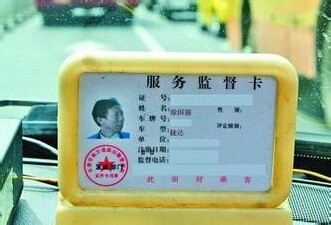 服务监督卡
证号：
姓名：徐国强 性别：
车牌号：
车型：捷达 评定级别：
单位：
注册日期：
监督电话：
此面对乘客